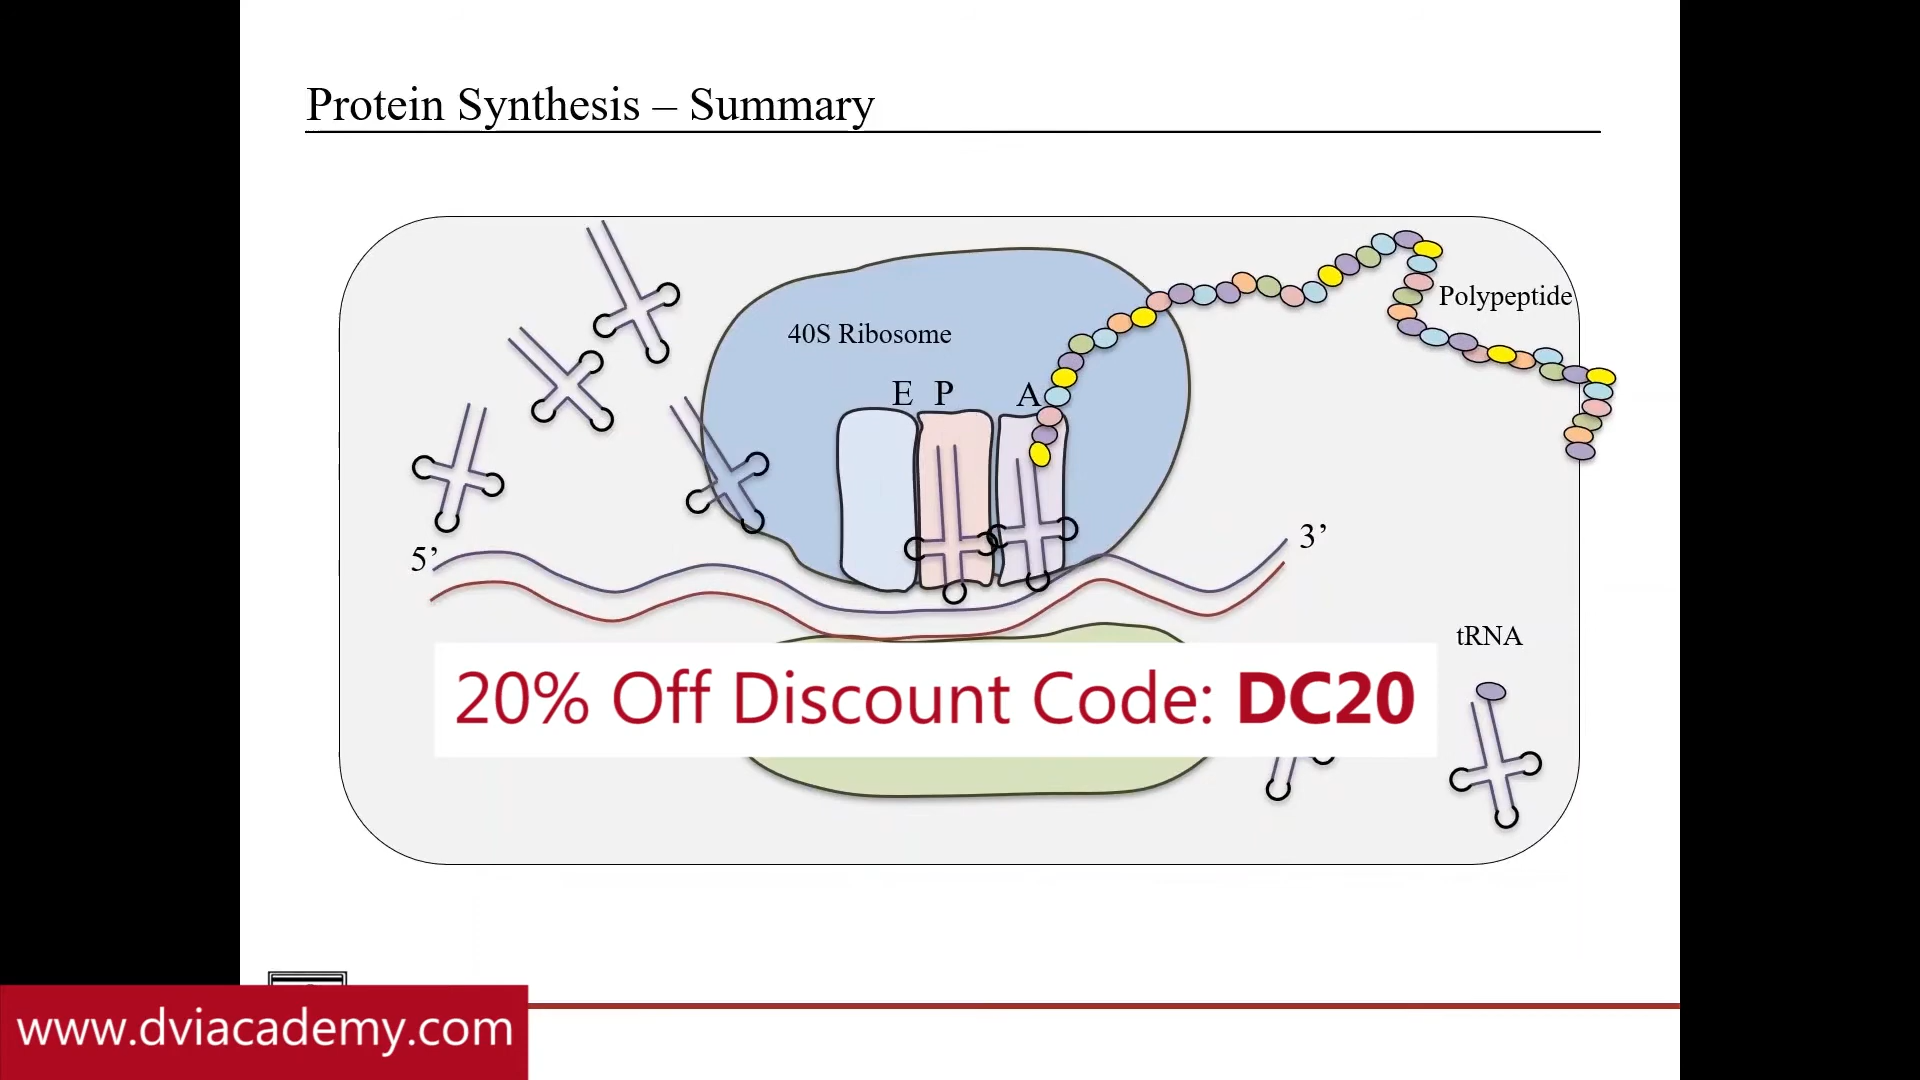 Protein Synthesis – Summary
40S Ribosome
Polypeptide
E P A
5’
3’
tRNA
20% Off Discount Code: DC20
www.dviacademy.com